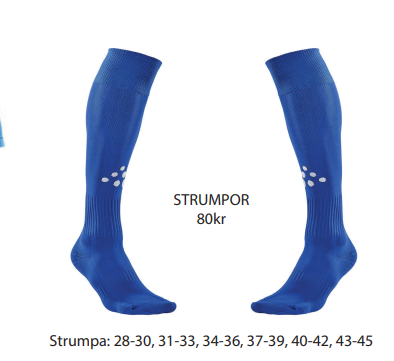 STRUMPOR
80kr
Strumpa: 28-30, 31-33, 34-36, 37-39, 40-42, 43-45